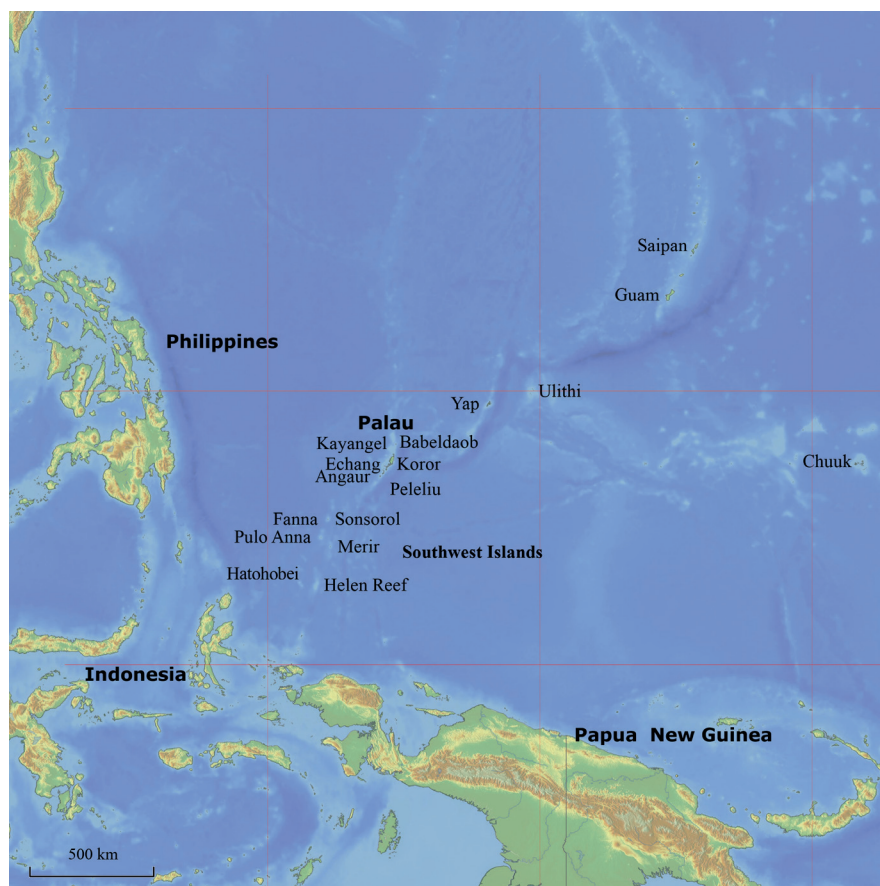 Saipan
Guam
Philippines
Ulithi
Yap
Palau
Kayangel Babeldaob
Echang Koror
Chuuk
Angaur
Peleliu
Fanna Sonsorol
Pulo Anna
Merir
Southwest Islands
Hatohobei
Helen Reef
Indonesia
Papua New Guinea
500 km